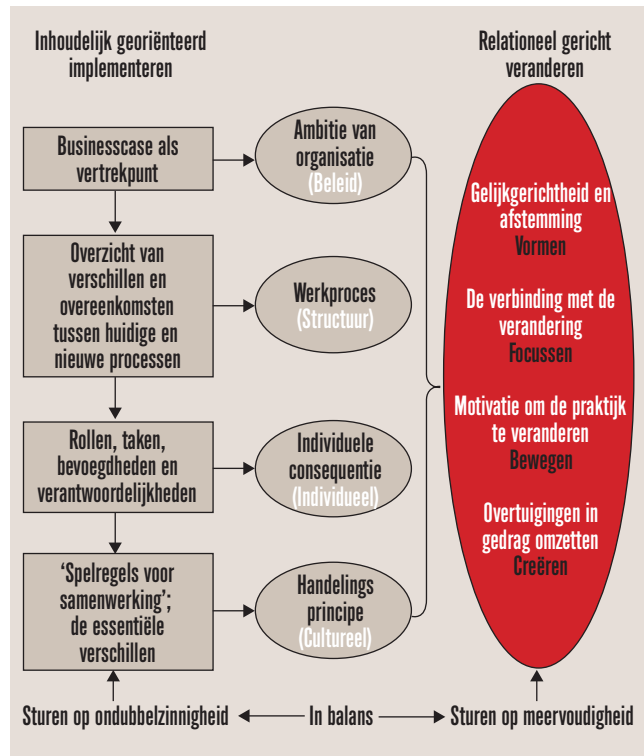 Inhoudelijk georiënteerd
implementeren
Relationeel gericht
veranderen
Businesscase als
vertrekpunt
Ambitie van
organisatie
(Beleid)
Overzicht van
verschillen en
overeenkomsten
tussen huidige en
nieuwe processen
Werkproces
(Structuur)
Rollen, taken,
bevoegdheden en
verantwoordelijkheden
Individuele
consequentie
(Individueel)
‘Spelregels voor
samenwerking’;
de essentiële
verschillen
Handelings
principe
(Cultureel)
Gelijkgerichtheid en
afstemming
Vormen
De verbinding met de
verandering
Focussen
Motivatie om de praktijk
te veranderen
Bewegen
Overtuigingen in
gedrag omzetten
Creëren
Sturen op ondubbelzinnigheid
In balans
Sturen op meervoudigheid